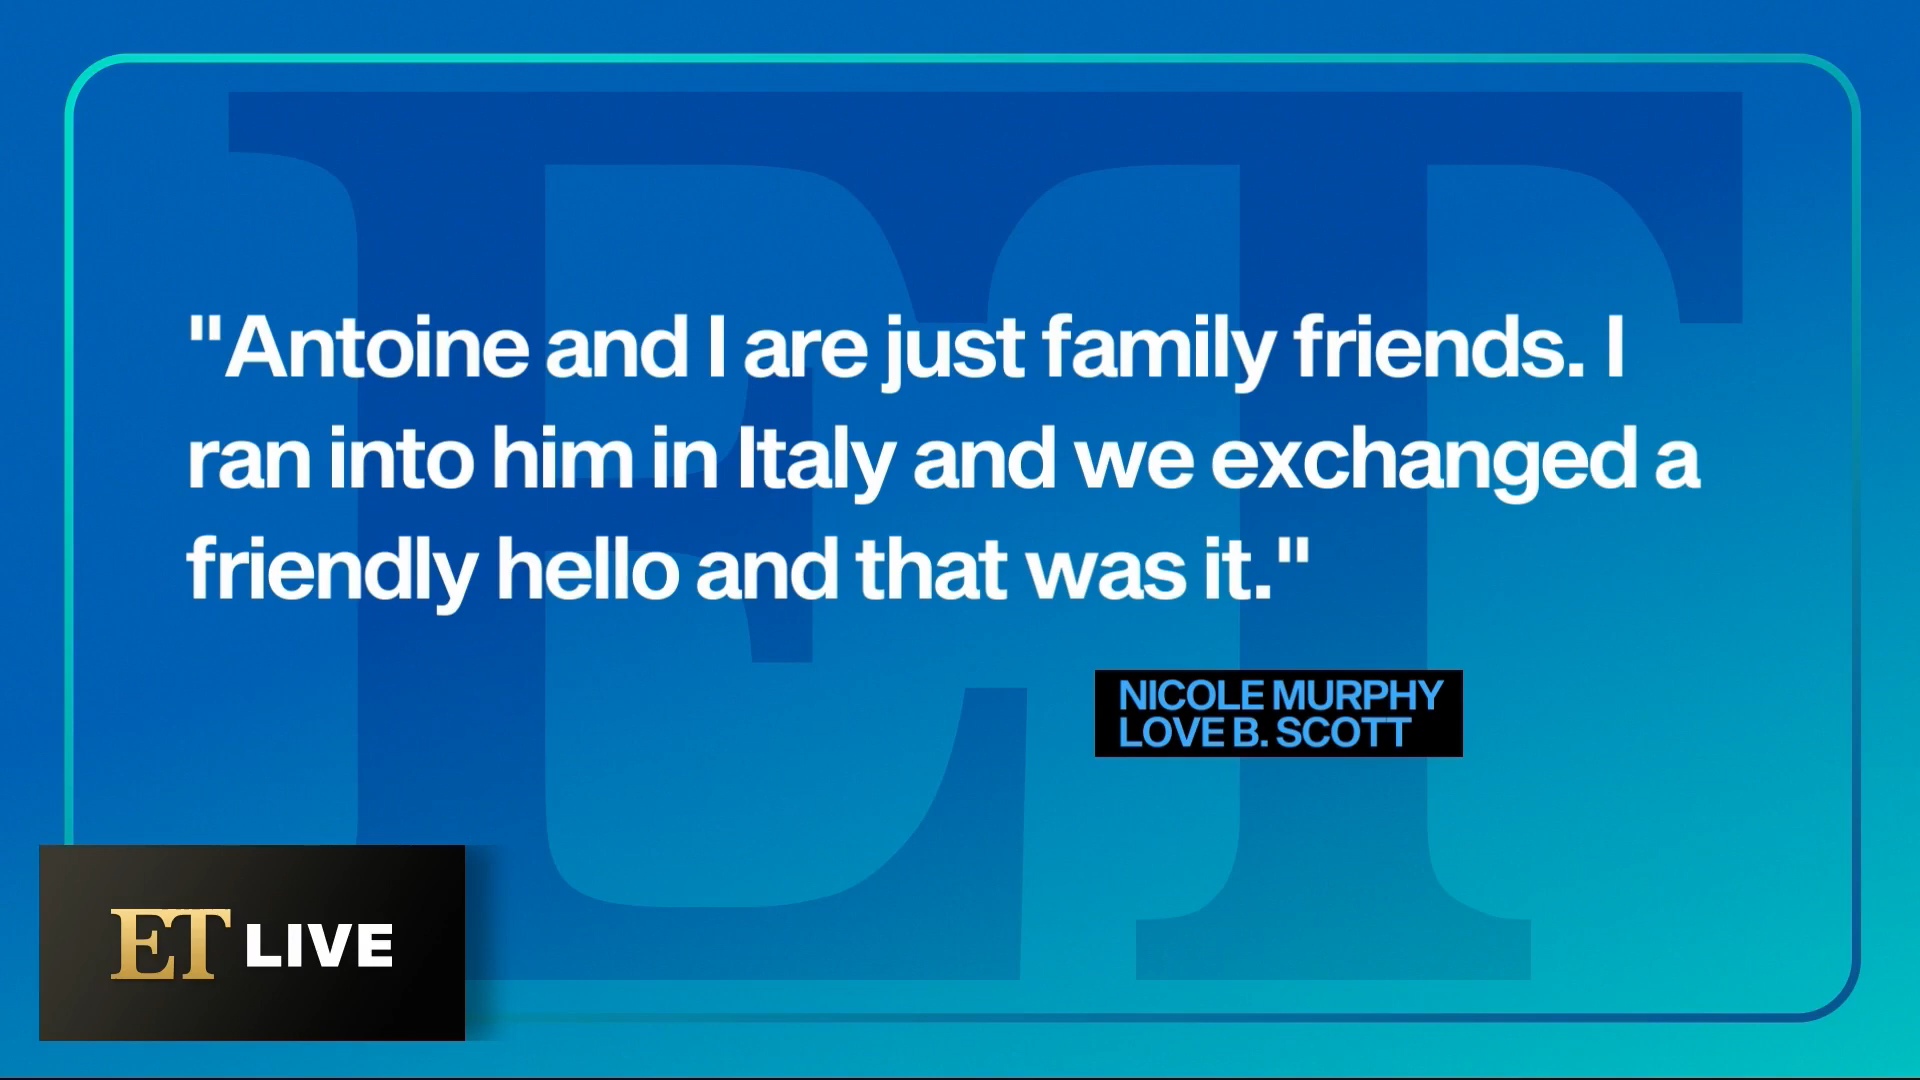 "Antoine and I are just family friends. I
ran into him in Italy and we exchanged a
friendly hello and that was it."
NICOLE MURPHY
LOVE B. SCOTT
ET LIVE
ET